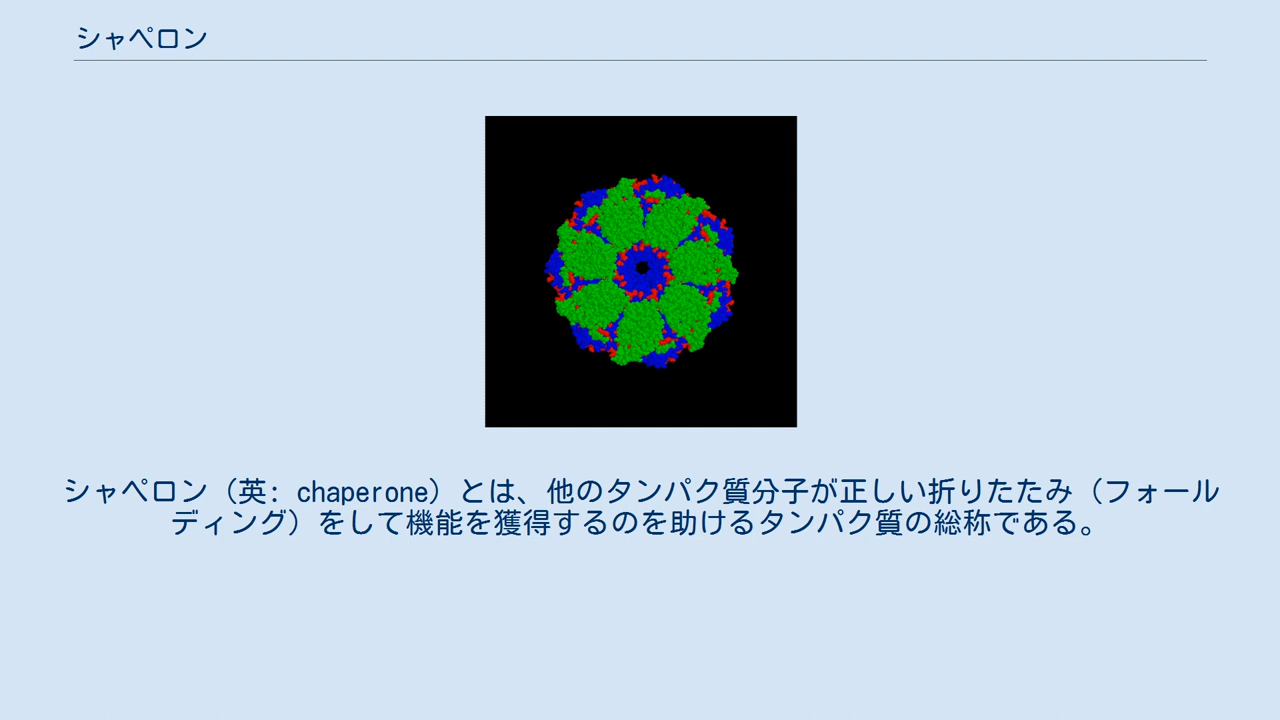 シャペロン
シャペロン（英: chaperone）とは、他のタンパク質分子が正しい折りたたみ（フォール
ディング）をして機能を獲得するのを助けるタンパク質の総称である。